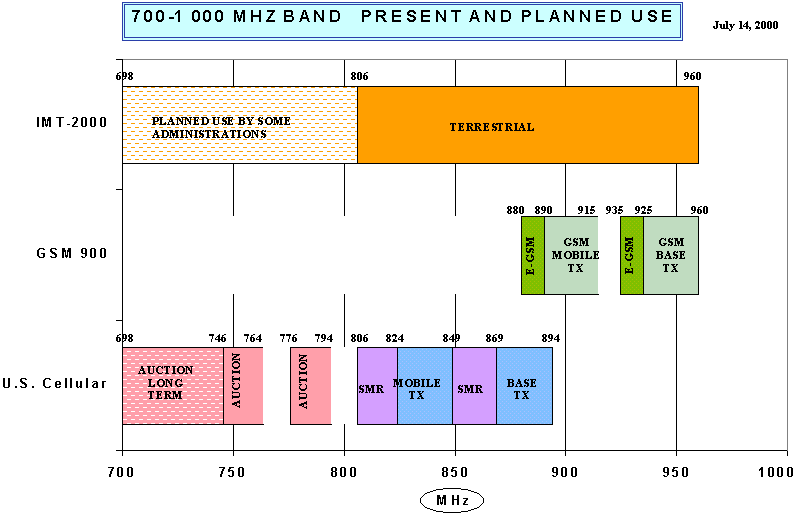 700-1 000 MHZ BAND PRESENT AND PLANNED USE
July 14, 2000
698 806 960
IMT-2000
PLANNED USE BY SOME
ADMINISTRATIONS
TERRESTRIAL
880 890 915 935 925 960
GSM 900
E-GSM
GSM
MOBILE
TX
E-GSM
GSM
BASE
TX
698 746 764 776 794 806 824 849 869 894
U.S. Cellular
AUCTION
LONG
TERM
AUCTION
AUCTION
SMR
MOBILE
TX
SMR
BASE
TX
700 750 800 850 900 950 1000
MHz